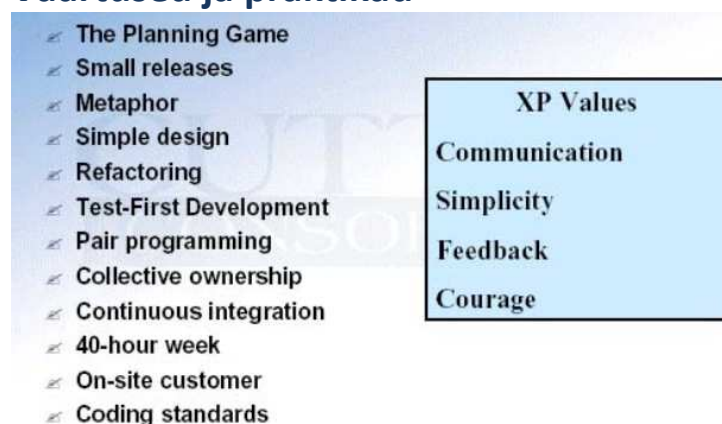 The Planning Game
Small releases
Metaphor
Simple design
Refactoring
Test-First Development
Pair programming
Collective ownership
Continuous integration
40-hour week
On-site customer
Coding standards
XP Values
Communication
Simplicity
Feedback
Courage